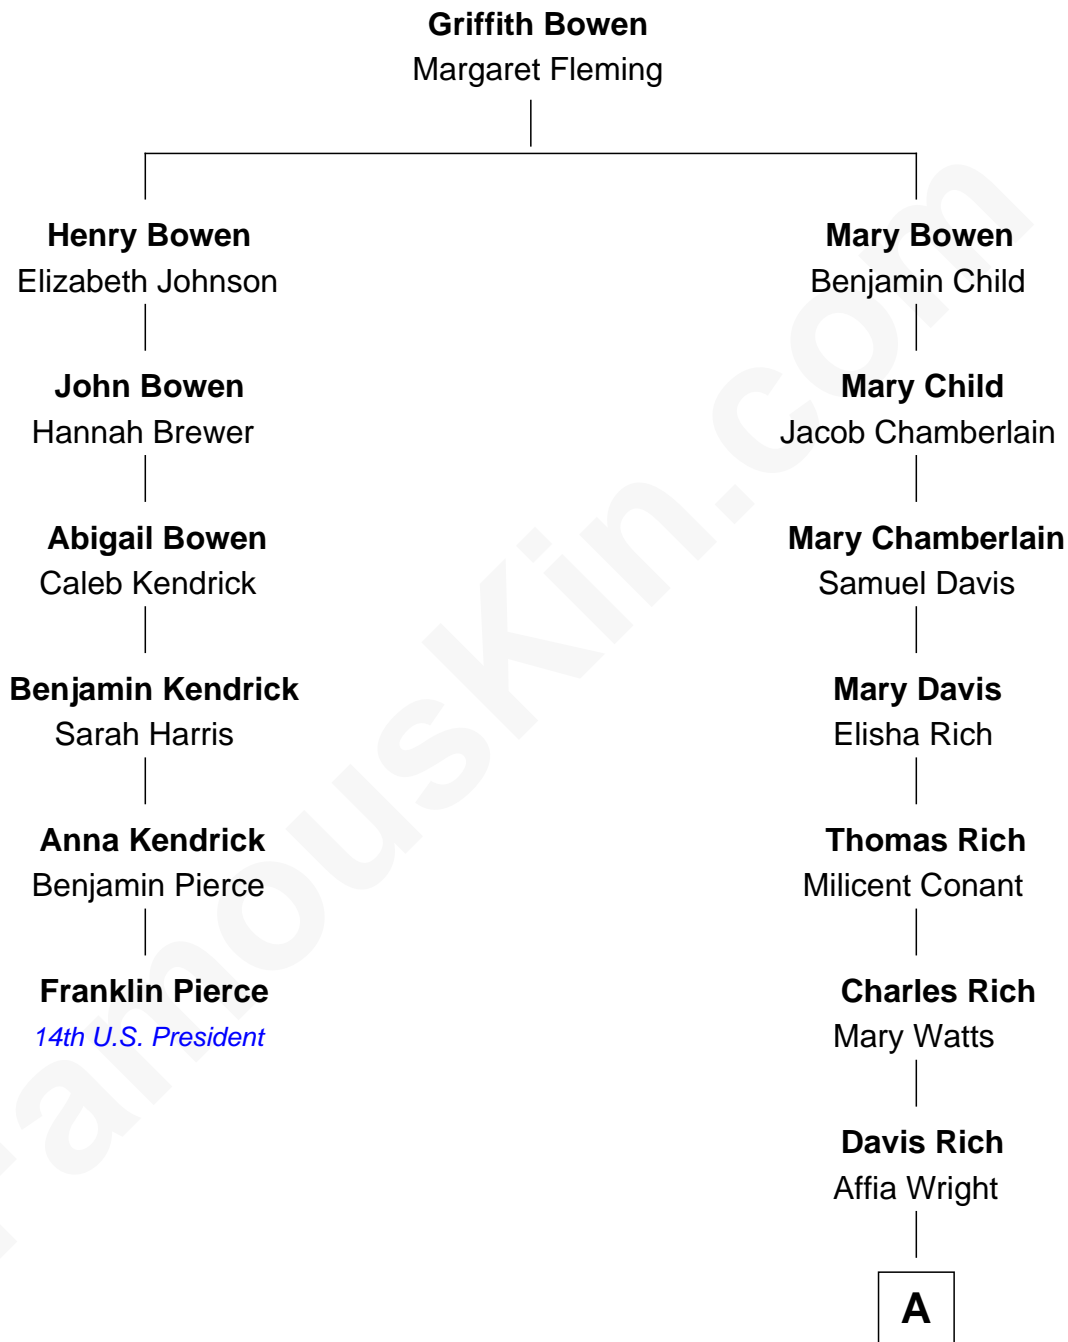 Griffith Bowen
Margaret Fleming
Henry Bowen
Elizabeth Johnson
John Bowen
Hannah Brewer
Abigail Bowen
Caleb Kendrick
Benjamin Kendrick
Sarah Harris
Anna Kendrick
Benjamin Pierce
Franklin Pierce
14th U.S. President
Mary Bowen
Benjamin Child
Mary Child
Jacob Chamberlain
Mary Chamberlain
Samuel Davis
Mary Davis
Elisha Rich
Thomas Rich
Milicent Conant
Charles Rich
Mary Watts
Davis Rich
Affia Wright
A
FamousKin.com